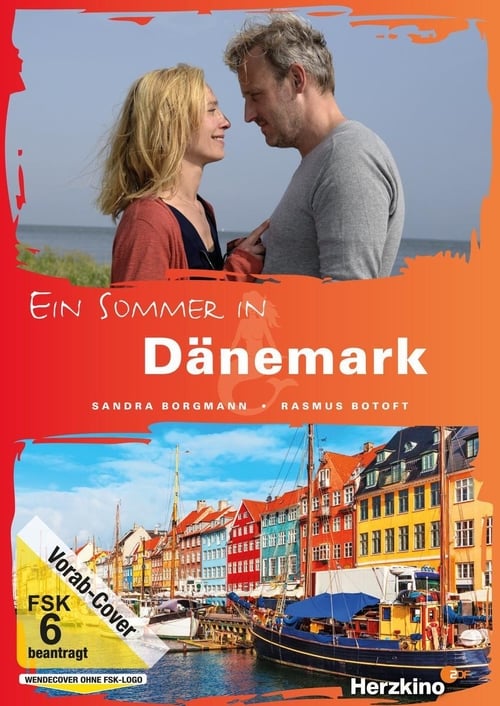 Ein Sommer in
Dänemark
SANDRA BORGMANN • RASMUS BOTOFT
Vorab-Cover
FSK
6
beantragt
WENDECOVER OHNE FSK-LOGO
Herzkino
ZDF